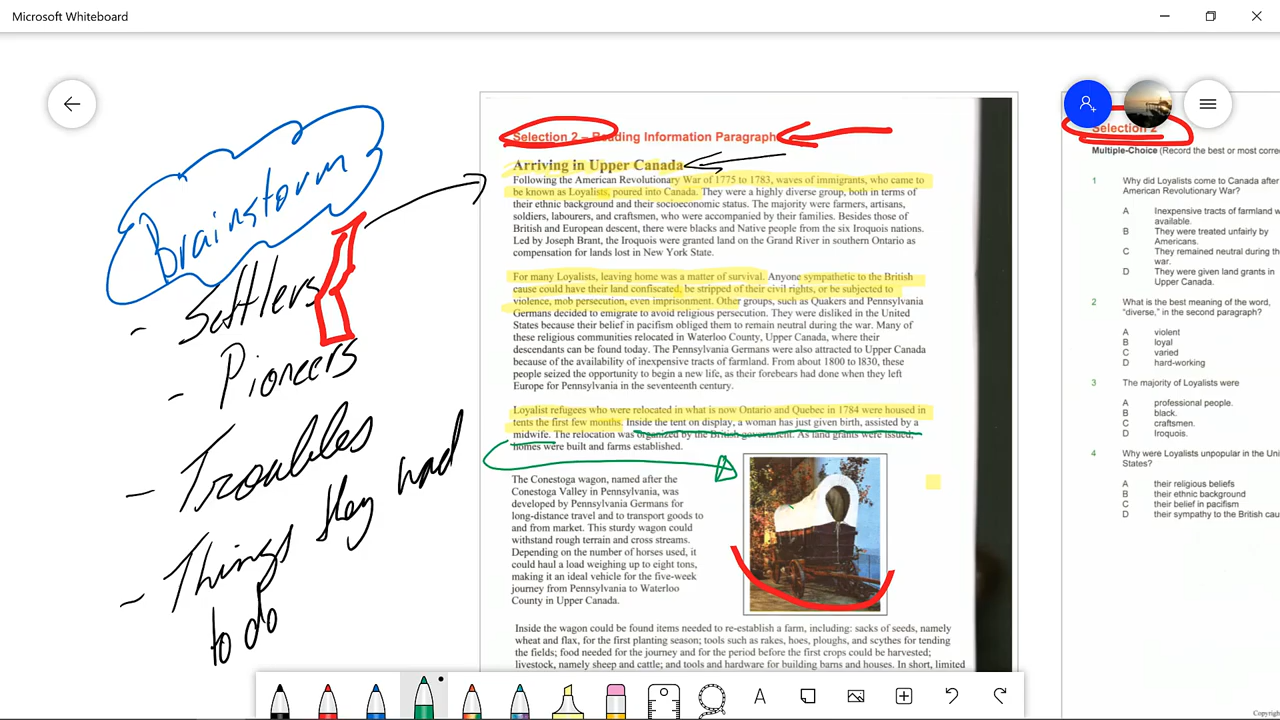 Microsoft Whiteboard
Brainstorm
- Settlers
- Pioneers
- Troubles
- Things they had
to do
Selection 2 – Reading Information Paragraph
Arriving in Upper Canada
Following the American Revolutionary War of 1775 to 1783, waves of immigrants, who came to
be known as Loyalists, poured into Canada. They were a highly diverse group, both in terms of
their ethnic background and their socioeconomic status. The majority were farmers, artisans,
soldiers, labourers, and craftsmen, who were accompanied by their families. Besides those of
British and European descent, there were blacks and Native people from the six Iroquois nations.
Led by Joseph Brant, the Iroquois were granted land on the Grand River in southern Ontario as
compensation for lands lost in New York State.
For many Loyalists, leaving home was a matter of survival. Anyone sympathetic to the British
cause could have their land confiscated, be stripped of their civil rights, or be subjected to
violence, mob persecution, even imprisonment. Other groups, such as Quakers and Pennsylvania
Germans decided to emigrate to avoid religious persecution. They were disliked in the United
States because their belief in pacifism obliged them to remain neutral during the war. Many of
these religious communities relocated in Waterloo County, Upper Canada, where their
descendants can be found today. The Pennsylvania Germans were also attracted to Upper Canada
because of the availability of inexpensive tracts of farmland. From about 1800 to 1830, these
people seized the opportunity to begin a new life, as their forebears had done when they left
Europe for Pennsylvania in the seventeenth century.
Loyalist refugees who were relocated in what is now Ontario and Quebec in 1784 were housed in
tents the first few months. Inside the tent on display, a woman has just given birth, assisted by a
midwife. The relocation was organized by the British government. As land grants were issued,
homes were built and farms established.
The Conestoga wagon, named after the
Conestoga Valley in Pennsylvania, was
developed by Pennsylvania Germans for
long-distance travel and to transport goods to
and from market. This sturdy wagon could
withstand rough terrain and cross streams.
Depending on the number of horses used, it
could haul a load weighing up to eight tons,
making it an ideal vehicle for the five-week
journey from Pennsylvania to Waterloo
County in Upper Canada.
Inside the wagon could be found items needed to re-establish a farm, including: sacks of seeds, namely
wheat and flax, for the first planting season; tools such as rakes, hoes, ploughs, and scythes for tending
the fields; food needed for the journey and for the period before the first crops could be harvested;
livestock, namely sheep and cattle; and tools and hardware for building barns and houses. In short, limited
Selection 2
Multiple-Choice (Record the best or most corre
1 Why did Loyalists come to Canada after
American Revolutionary War?
A Inexpensive tracts of farmland w
available.
B They were treated unfairly by
Americans.
C They remained neutral during th
war.
D They were given land grants in
Upper Canada.
2 What is the best meaning of the word,
"diverse," in the second paragraph?
A violent
B loyal
C varied
D hard-working
3 The majority of Loyalists were
A professional people.
B black.
C craftsmen.
D Iroquois.
4 Why were Loyalists unpopular in the Uni
States?
A their religious beliefs
B their ethnic background
C their belief in pacifism
D their sympathy to the British cau
A
Copyrigh